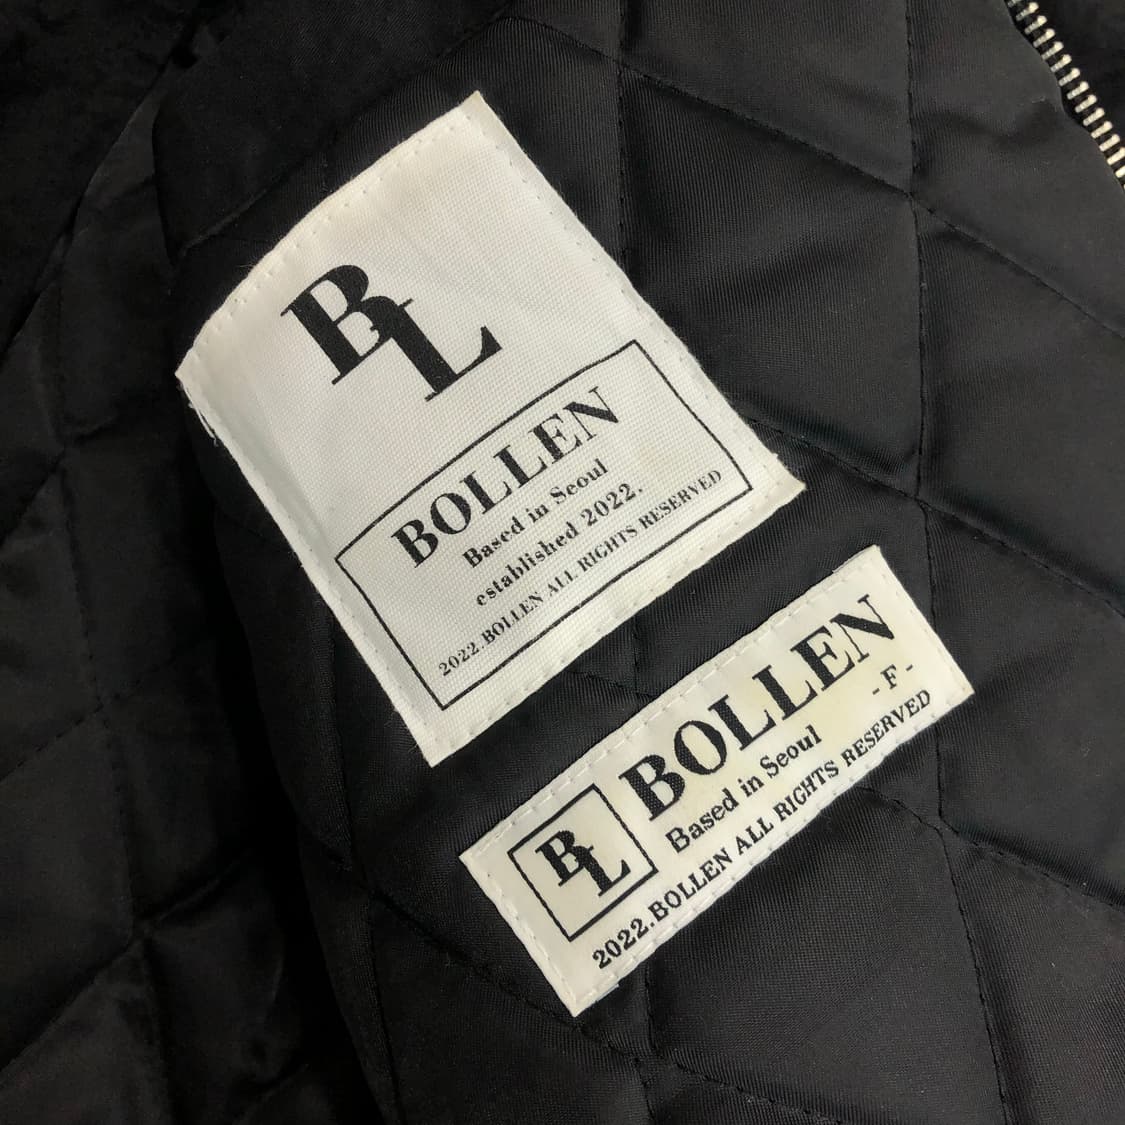 BL
BOLLEN
Based in Seoul
established 2022.
2022.BOLLEN ALL RIGHTS RESERVED
BL
BOLLEN
Based in Seoul
- F -
2022.BOLLEN ALL RIGHTS RESERVED